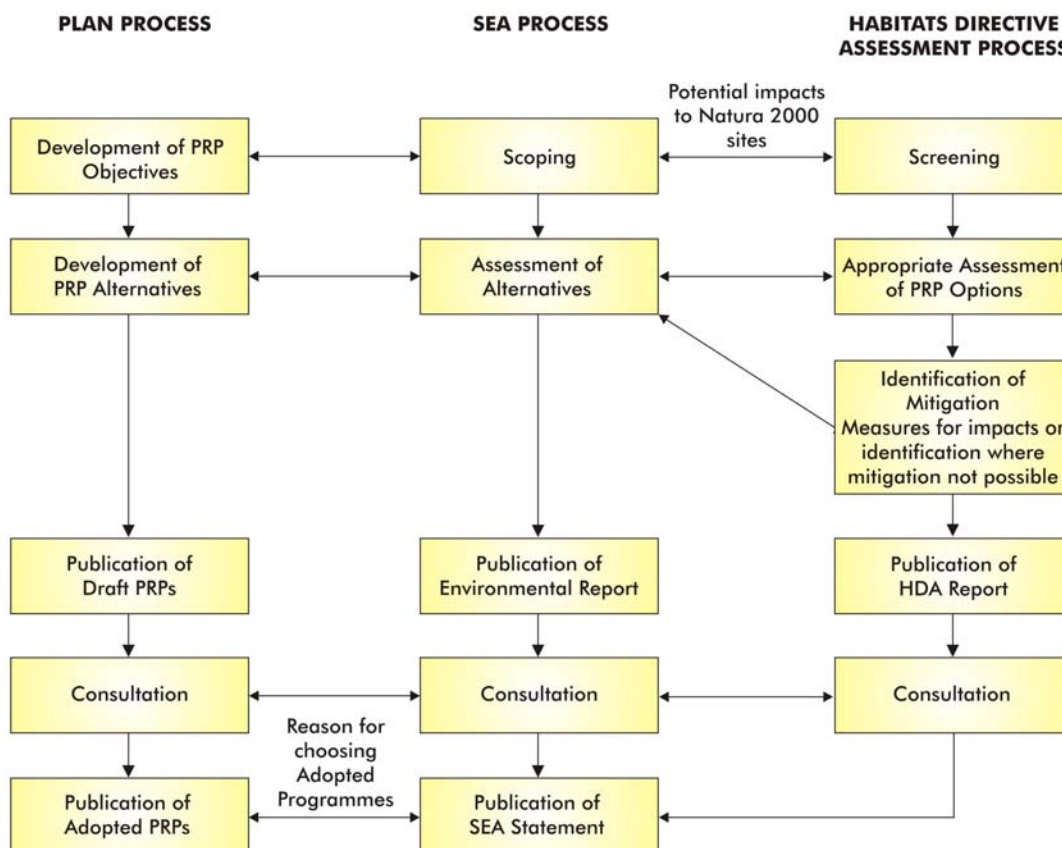 PLAN PROCESS
SEA PROCESS
HABITATS DIRECTIVE
ASSESSMENT PROCESS
Potential impacts
to Natura 2000
sites
Development of PRP
Objectives
Scoping
Screening
Development of
PRP Alternatives
Assessment of
Alternatives
Appropriate Assessment
of PRP Options
Identification of
Mitigation
Measures for impacts or
identification where
mitigation not possible
Publication of
Draft PRPs
Publication of
Environmental Report
Publication of
HDA Report
Consultation
Consultation
Consultation
Reason for
choosing
Adopted
Programmes
Publication of
Adopted PRPs
Publication of
SEA Statement